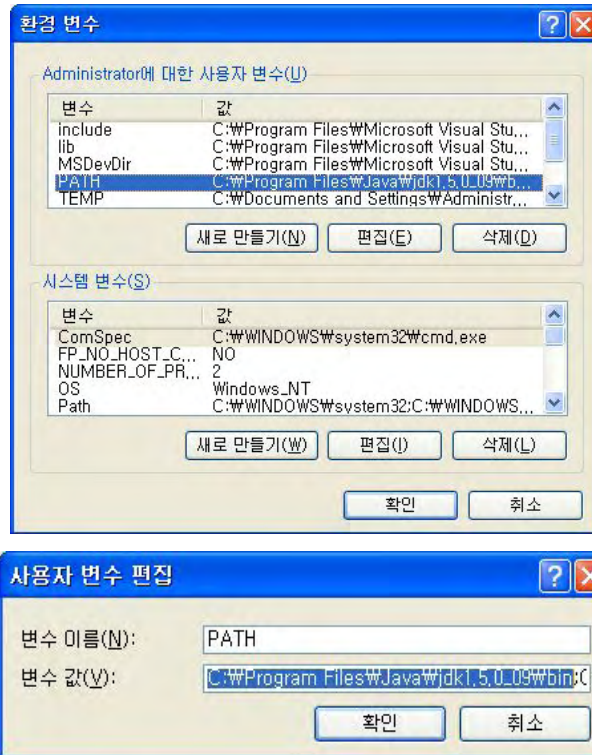 환경 변수
Administrator에 대한 사용자 변수(U)
변수 값
include C:₩Program Files₩Microsoft Visual Stu...
lib C:₩Program Files₩Microsoft Visual Stu...
MSDevDir C:₩Program Files₩Microsoft Visual Stu...
PATH C:₩Program Files₩Java₩jdk1.5.0_09₩b...
TEMP C:₩Documents and Settings₩Administr...
새로 만들기(N) 편집(E) 삭제(D)
시스템 변수(S)
변수 값
ComSpec C:₩WINDOWS₩system32₩cmd.exe
FP_NO_HOST_C... NO
NUMBER_OF_PR... 2
OS Windows_NT
Path C:₩WINDOWS₩system32;C:₩WINDOWS...
새로 만들기(W) 편집(I) 삭제(L)
확인 취소
사용자 변수 편집
변수 이름(N): PATH
변수 값(V): C:₩Program Files₩Java₩jdk1.5.0_09₩bin;C
확인 취소